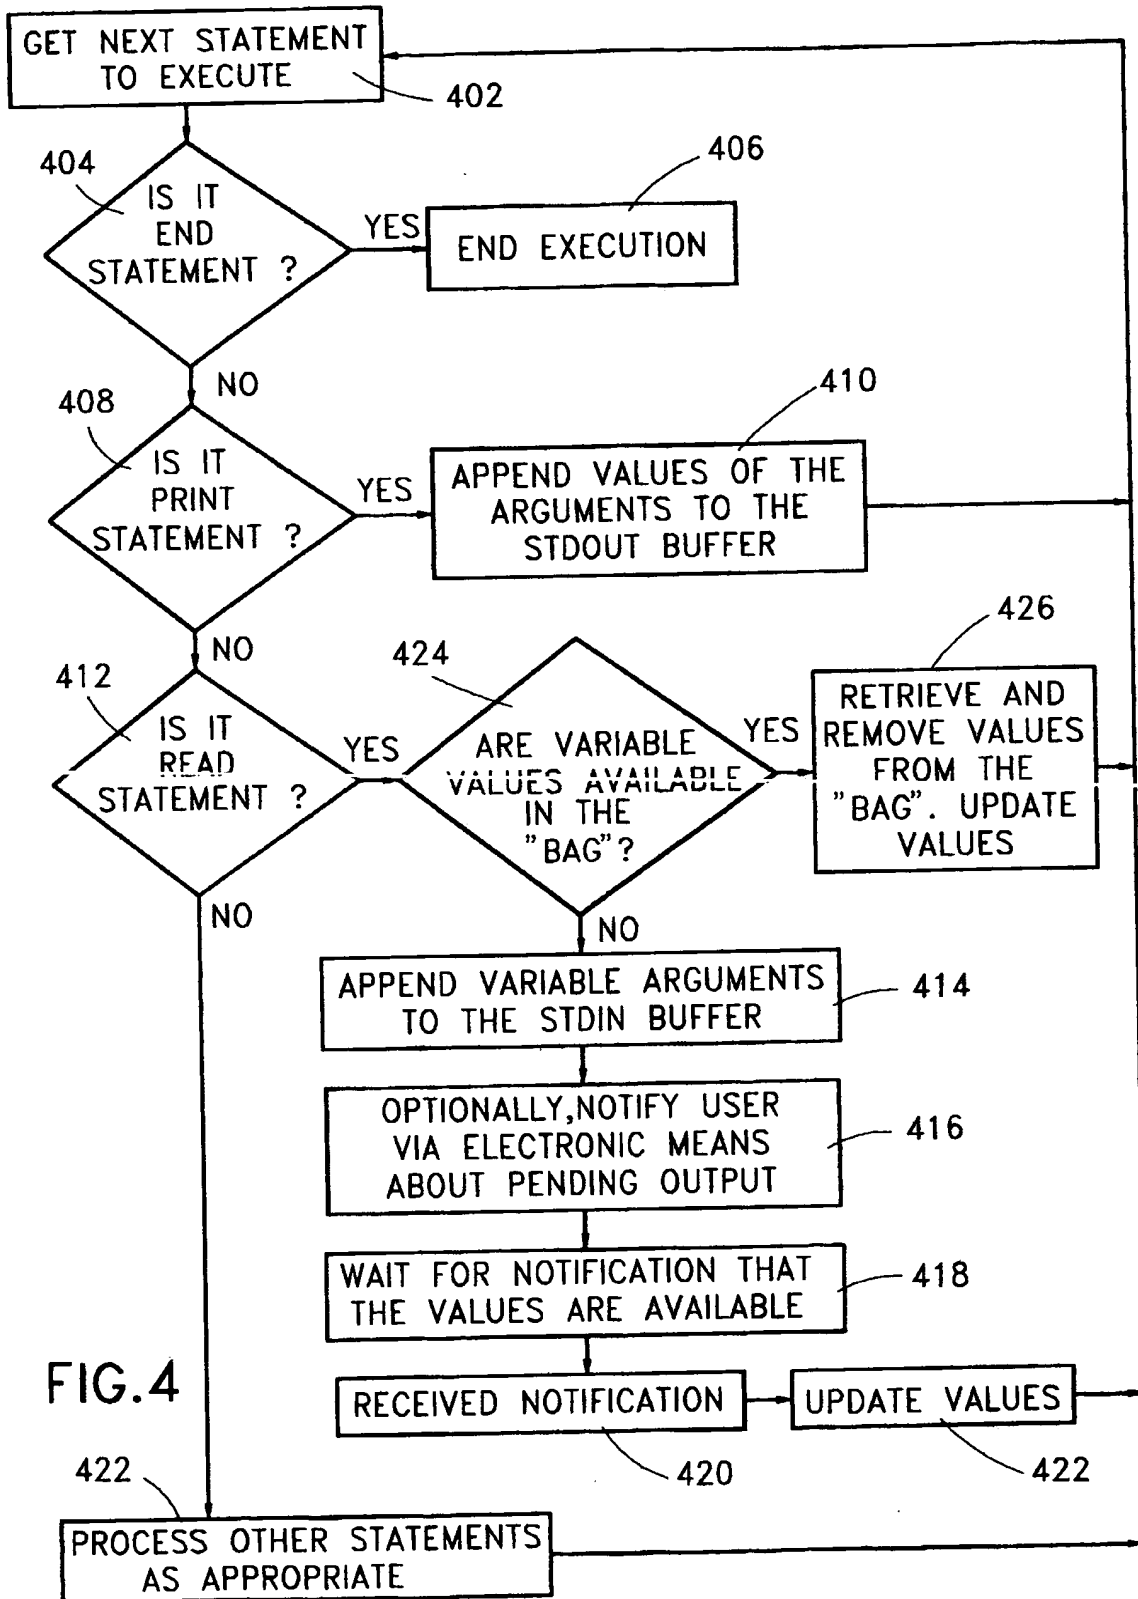 GET NEXT STATEMENT
TO EXECUTE
402
404
IS IT
END
STATEMENT ?
YES
406
END EXECUTION
NO
408
IS IT
PRINT
STATEMENT ?
YES
410
APPEND VALUES OF THE
ARGUMENTS TO THE
STDOUT BUFFER
NO
412
IS IT
READ
STATEMENT ?
YES
424
ARE VARIABLE
VALUES AVAILABLE
IN THE
"BAG"?
YES
426
RETRIEVE AND
REMOVE VALUES
FROM THE
"BAG". UPDATE
VALUES
NO
NO
APPEND VARIABLE ARGUMENTS
TO THE STDIN BUFFER
414
OPTIONALLY,NOTIFY USER
VIA ELECTRONIC MEANS
ABOUT PENDING OUTPUT
416
WAIT FOR NOTIFICATION THAT
THE VALUES ARE AVAILABLE
418
FIG.4
RECEIVED NOTIFICATION
420
UPDATE VALUES
422
422
PROCESS OTHER STATEMENTS
AS APPROPRIATE